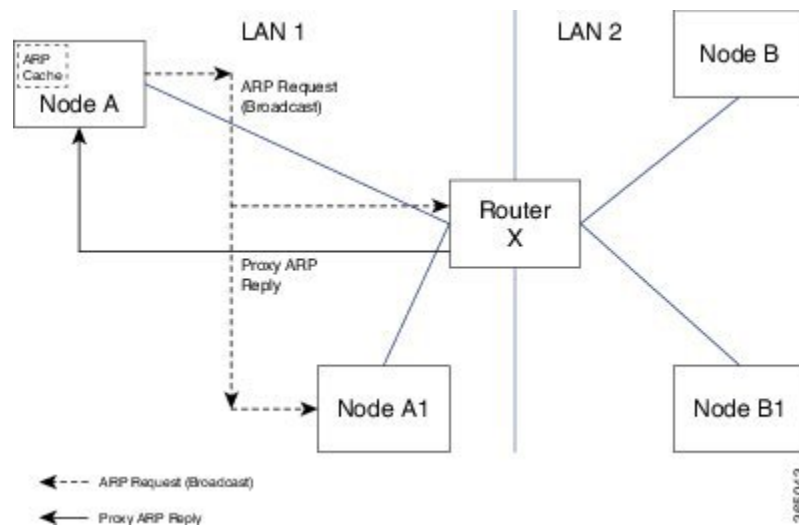 LAN 1
LAN 2
ARP
Cache
Node A
ARP Request
(Broadcast)
Node B
Router
X
Proxy ARP
Reply
Node A1
Node B1
ARP Request (Broadcast)
Proxy ARP Reply